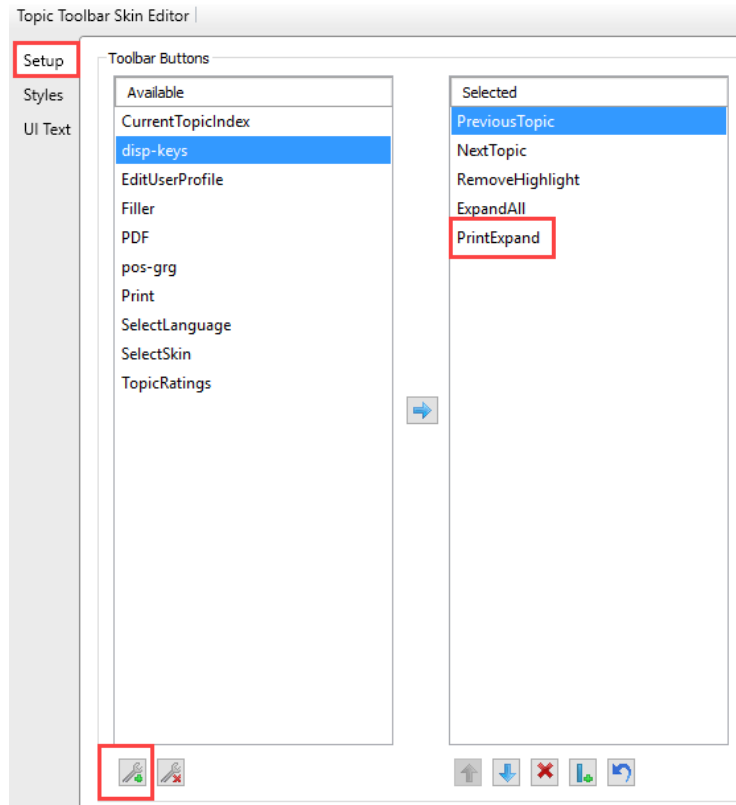 Topic Toolbar Skin Editor
Setup
Styles
UI Text
Toolbar Buttons
Available
CurrentTopicIndex
disp-keys
EditUserProfile
Filler
PDF
pos-grg
Print
SelectLanguage
SelectSkin
TopicRatings
Selected
PreviousTopic
NextTopic
RemoveHighlight
ExpandAll
PrintExpand